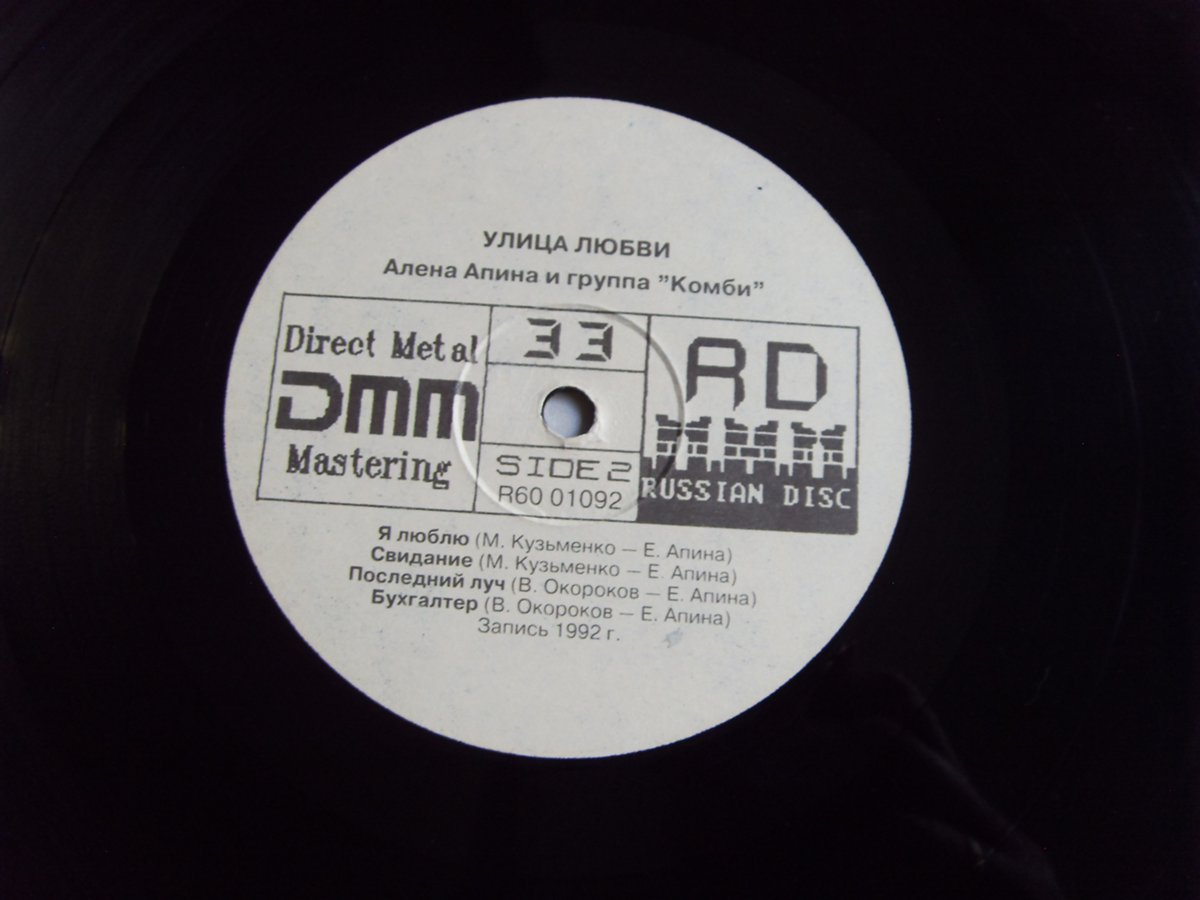 УЛИЦА ЛЮБВИ
Алена Апина и группа "Комби"
Direct Metal
DMM
Mastering
33
SIDE 2
R60 01092
RD
RUSSIAN DISC
Я люблю (М. Кузьменко — Е. Апина)
Свидание (М. Кузьменко — Е. Апина)
Последний луч (В. Окороков — Е. Апина)
Бухгалтер (В. Окороков — Е. Апина)
Запись 1992 г.